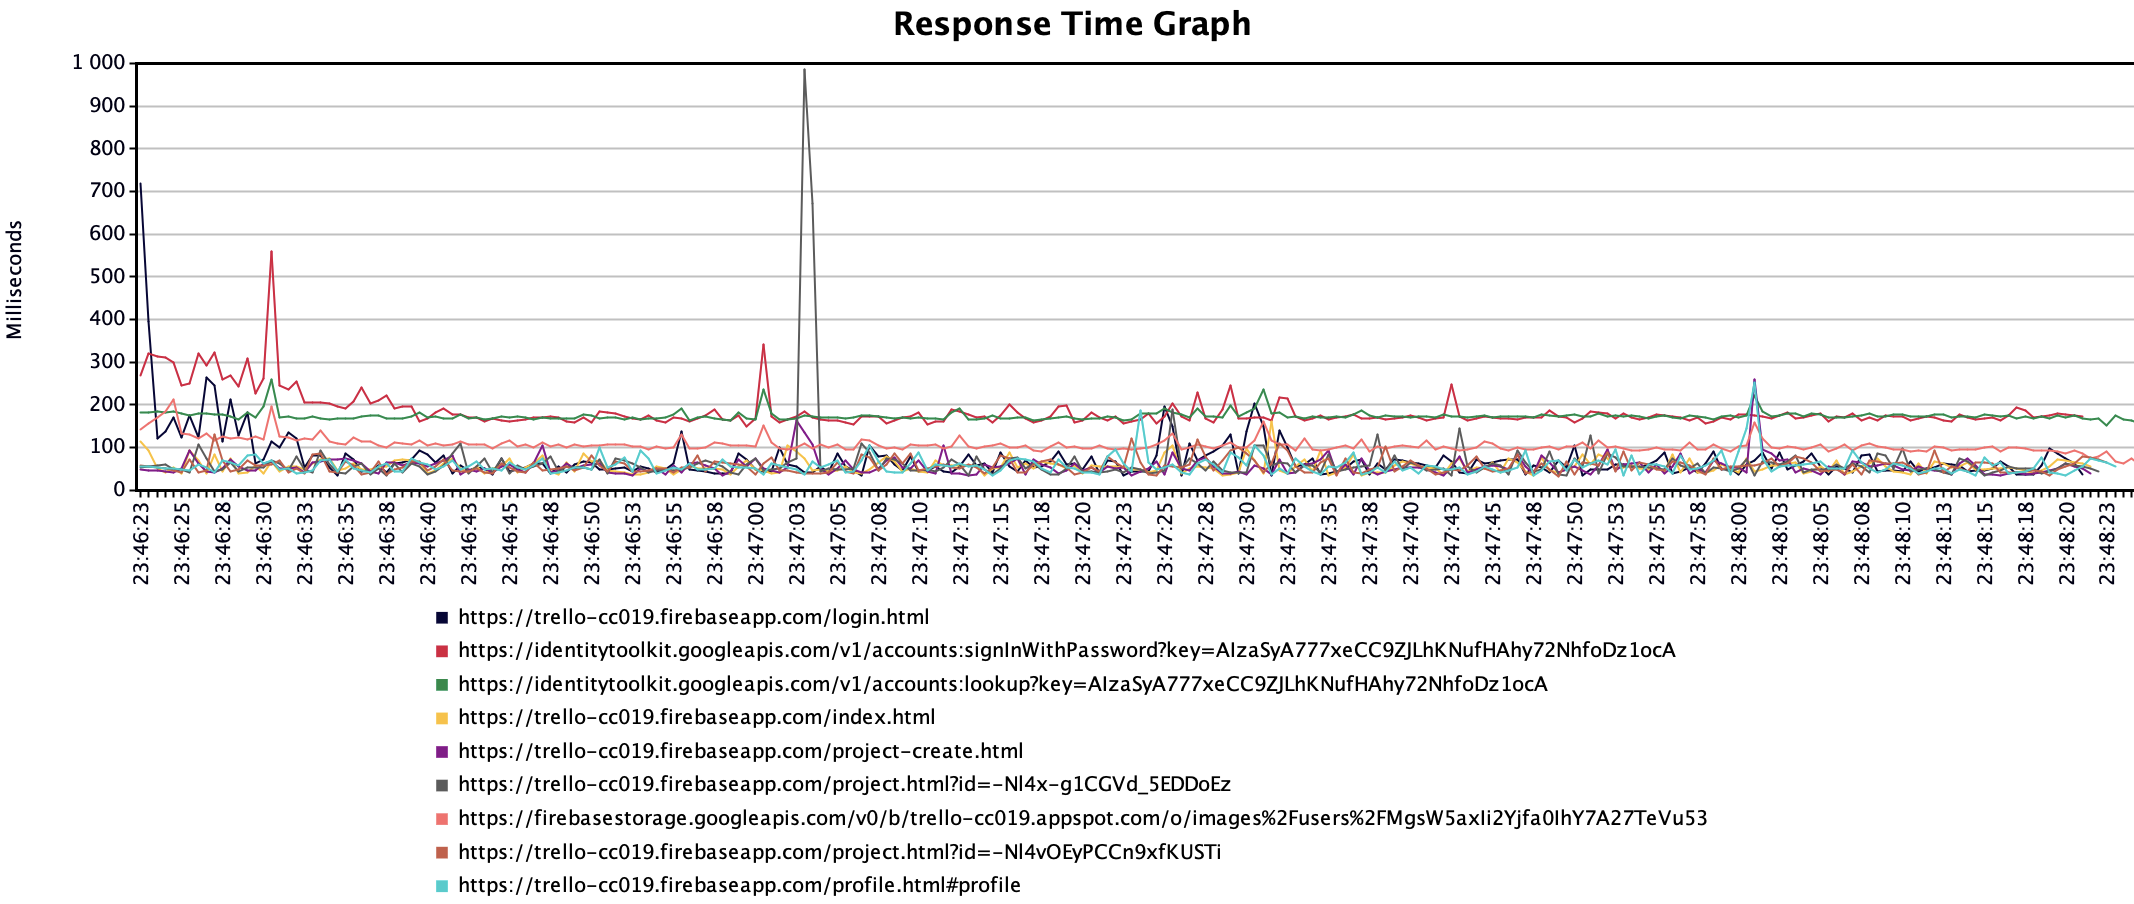 Response Time Graph
Milliseconds
1 000
900
800
700
600
500
400
300
200
100
0
23:46:23 23:46:25 23:46:28 23:46:30 23:46:33 23:46:35 23:46:38 23:46:40 23:46:43 23:46:45 23:46:48 23:46:50 23:46:53 23:46:55 23:46:58 23:47:00 23:47:03 23:47:05 23:47:08 23:47:10 23:47:13 23:47:15 23:47:18 23:47:20 23:47:23 23:47:25 23:47:28 23:47:30 23:47:33 23:47:35 23:47:38 23:47:40 23:47:43 23:47:45 23:47:48 23:47:50 23:47:53 23:47:55 23:47:58 23:48:00 23:48:03 23:48:05 23:48:08 23:48:10 23:48:13 23:48:15 23:48:18 23:48:20 23:48:23
https://trello-cc019.firebaseapp.com/login.html
https://identitytoolkit.googleapis.com/v1/accounts:signInWithPassword?key=AIzaSyA777xeCC9ZJLhKNufHAhy72NhfoDz1ocA
https://identitytoolkit.googleapis.com/v1/accounts:lookup?key=AIzaSyA777xeCC9ZJLhKNufHAhy72NhfoDz1ocA
https://trello-cc019.firebaseapp.com/index.html
https://trello-cc019.firebaseapp.com/project-create.html
https://trello-cc019.firebaseapp.com/project.html?id=-Nl4x-g1CGVd_5EDDoEz
https://firebasestorage.googleapis.com/v0/b/trello-cc019.appspot.com/o/images%2Fusers%2FMgsW5axIi2Yjfa0IhY7A27TeVu53
https://trello-cc019.firebaseapp.com/project.html?id=-Nl4vOEyPCCn9xfKUSTi
https://trello-cc019.firebaseapp.com/profile.html#profile